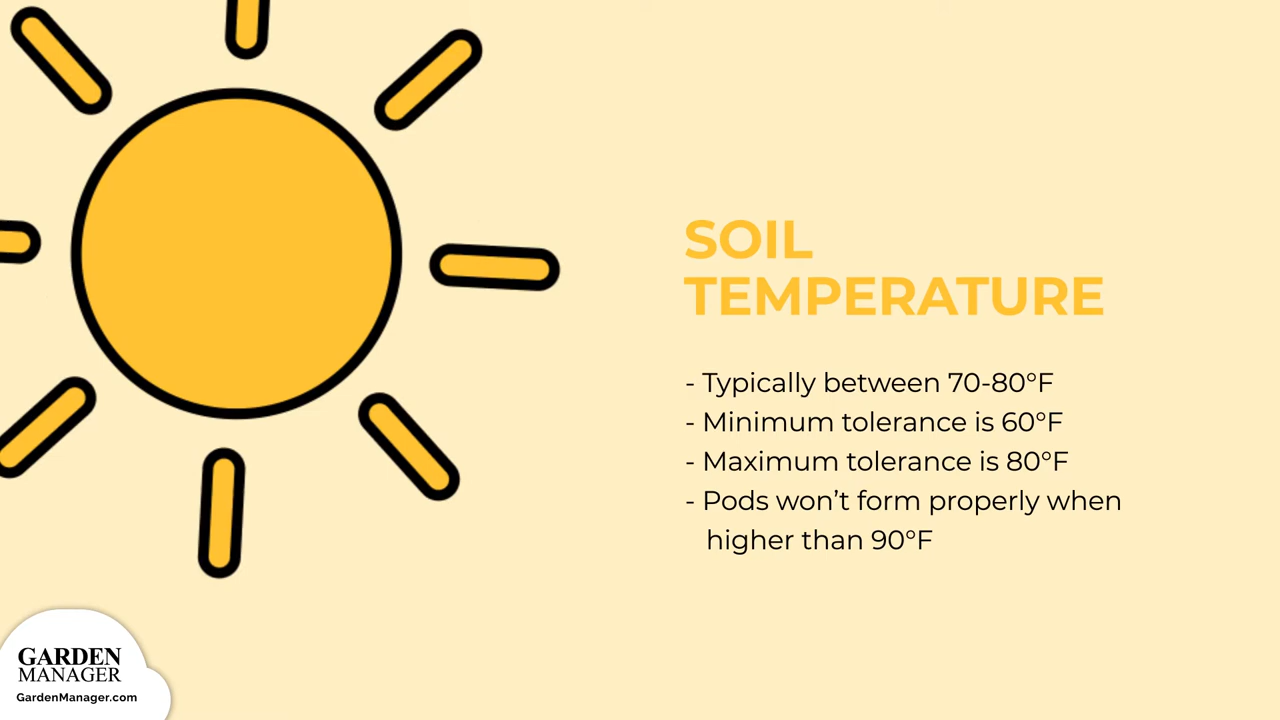 SOIL
TEMPERATURE
- Typically between 70-80°F
- Minimum tolerance is 60°F
- Maximum tolerance is 80°F
- Pods won’t form properly when
higher than 90°F
GARDEN
MANAGER
GardenManager.com